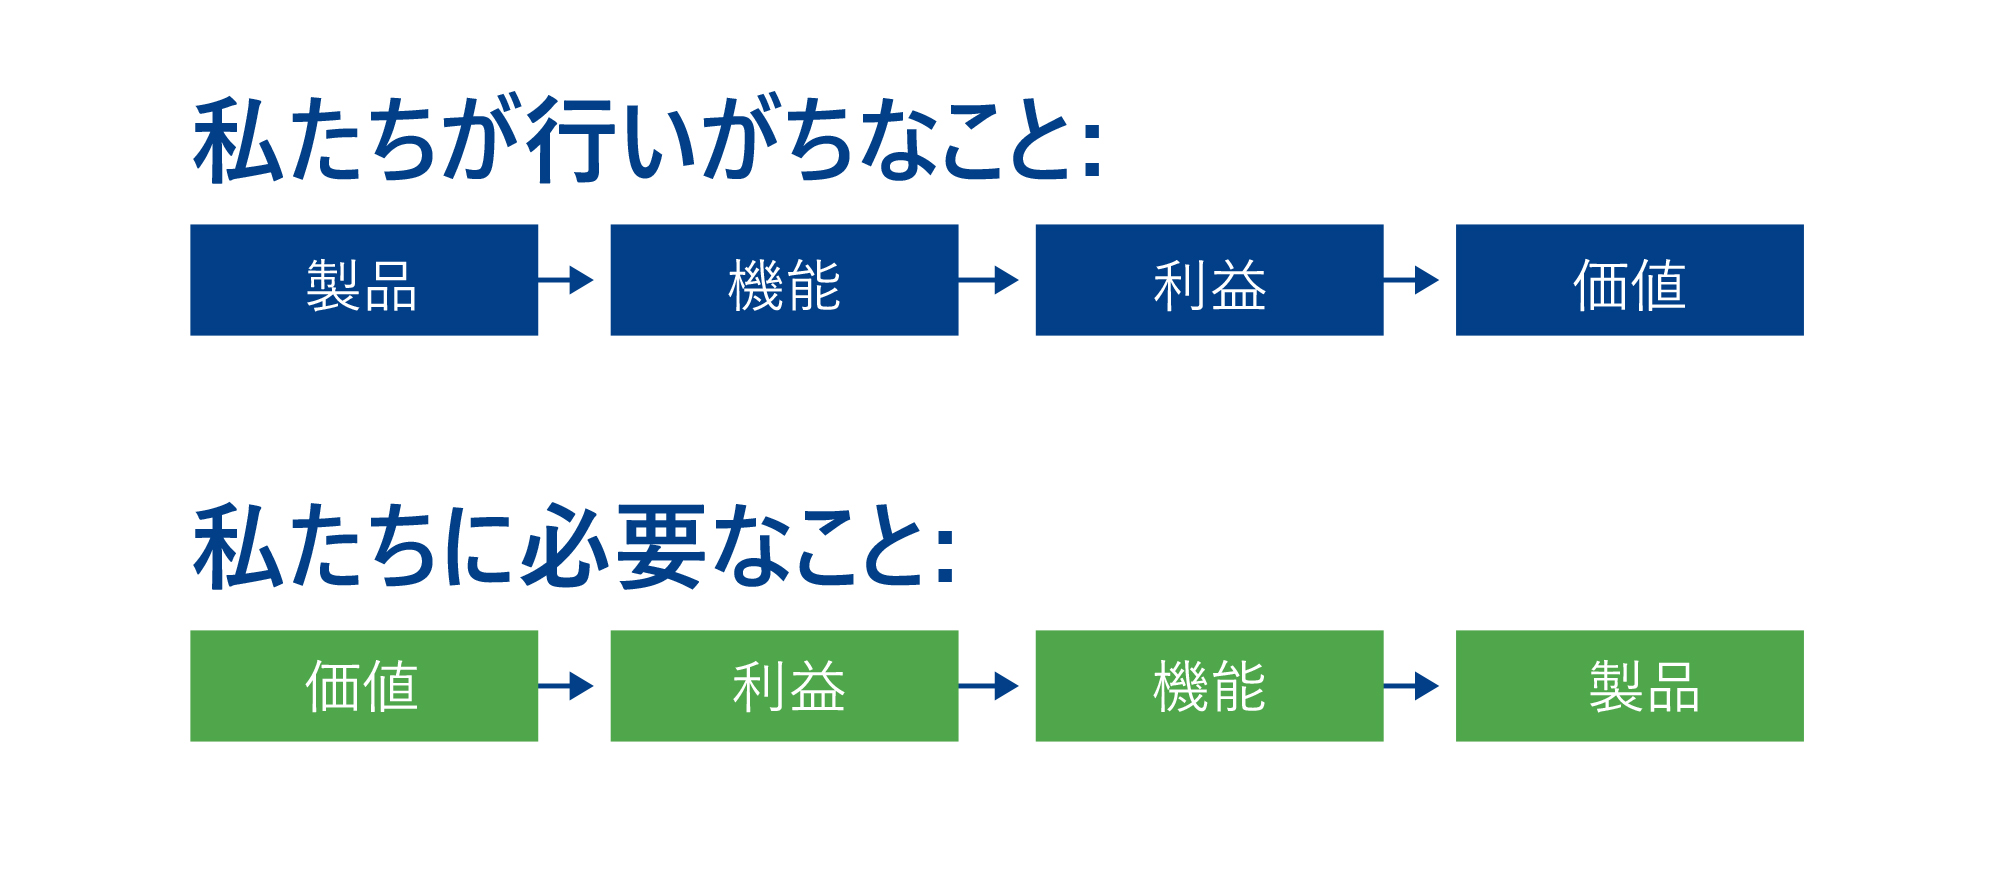 私たちが行いがちなこと:
製品 機能 利益 価値
私たちに必要なこと:
価値 利益 機能 製品